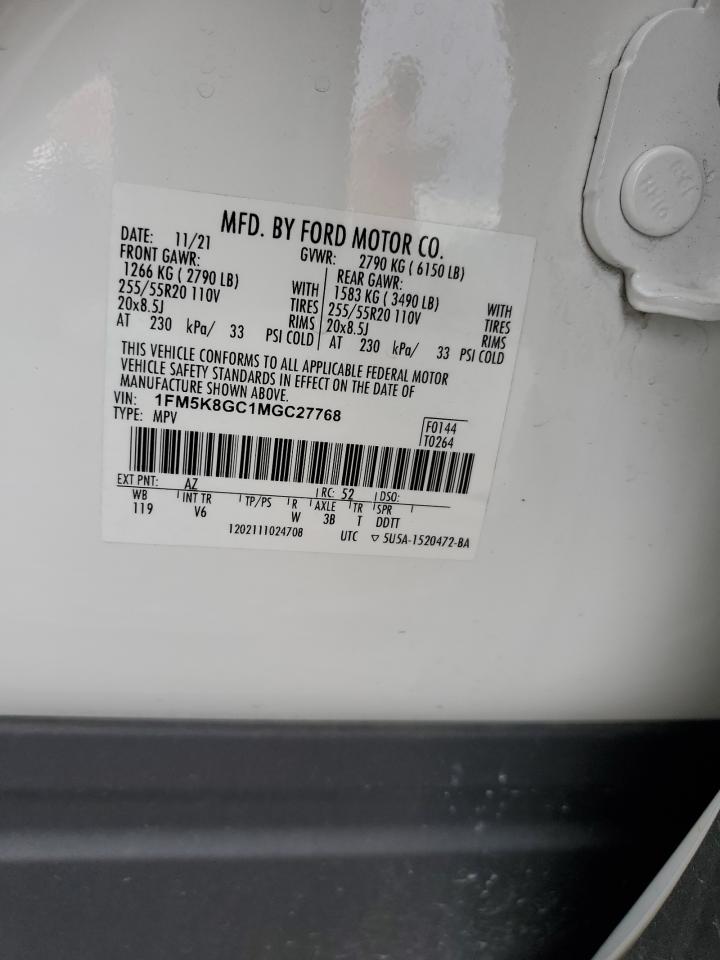 MFD. BY FORD MOTOR CO.
DATE: 11/21 GVWR: 2790 KG ( 6150 LB)
FRONT GAWR: REAR GAWR:
1266 KG ( 2790 LB) WITH 1583 KG ( 3490 LB) WITH
255/55R20 110V TIRES 255/55R20 110V TIRES
20x8.5J RIMS 20x8.5J RIMS
AT 230 kPa/ 33 PSI COLD AT 230 kPa/ 33 PSI COLD
THIS VEHICLE CONFORMS TO ALL APPLICABLE FEDERAL MOTOR
VEHICLE SAFETY STANDARDS IN EFFECT ON THE DATE OF
MANUFACTURE SHOWN ABOVE.
VIN: 1FM5K8GC1MGC27768
TYPE: MPV
F0144
T0264
EXT PNT: AZ RC: 52 DSO:
WB INT TR TP/PS R AXLE TR SPR
119 V6 W 3B T DDTT
1202111024708 UTC ▽ 5U5A-1520472-BA